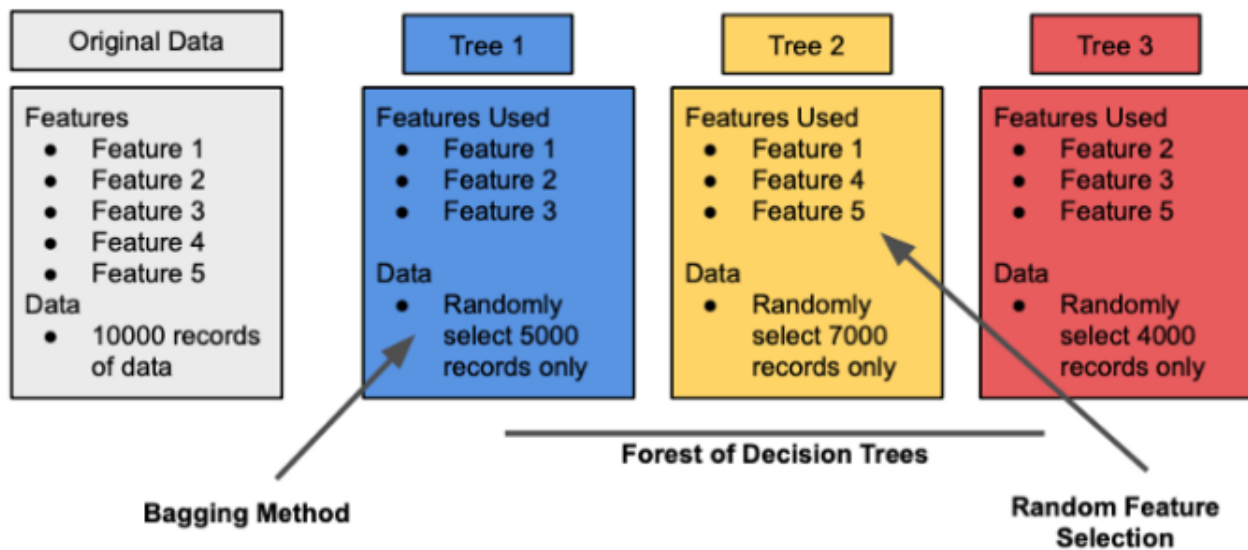 Original Data
Features
● Feature 1
● Feature 2
● Feature 3
● Feature 4
● Feature 5
Data
● 10000 records
of data
Tree 1
Features Used
● Feature 1
● Feature 2
● Feature 3
Data
● Randomly
select 5000
records only
Tree 2
Features Used
● Feature 1
● Feature 4
● Feature 5
Data
● Randomly
select 7000
records only
Tree 3
Features Used
● Feature 2
● Feature 3
● Feature 5
Data
● Randomly
select 4000
records only
Forest of Decision Trees
Bagging Method
Random Feature
Selection